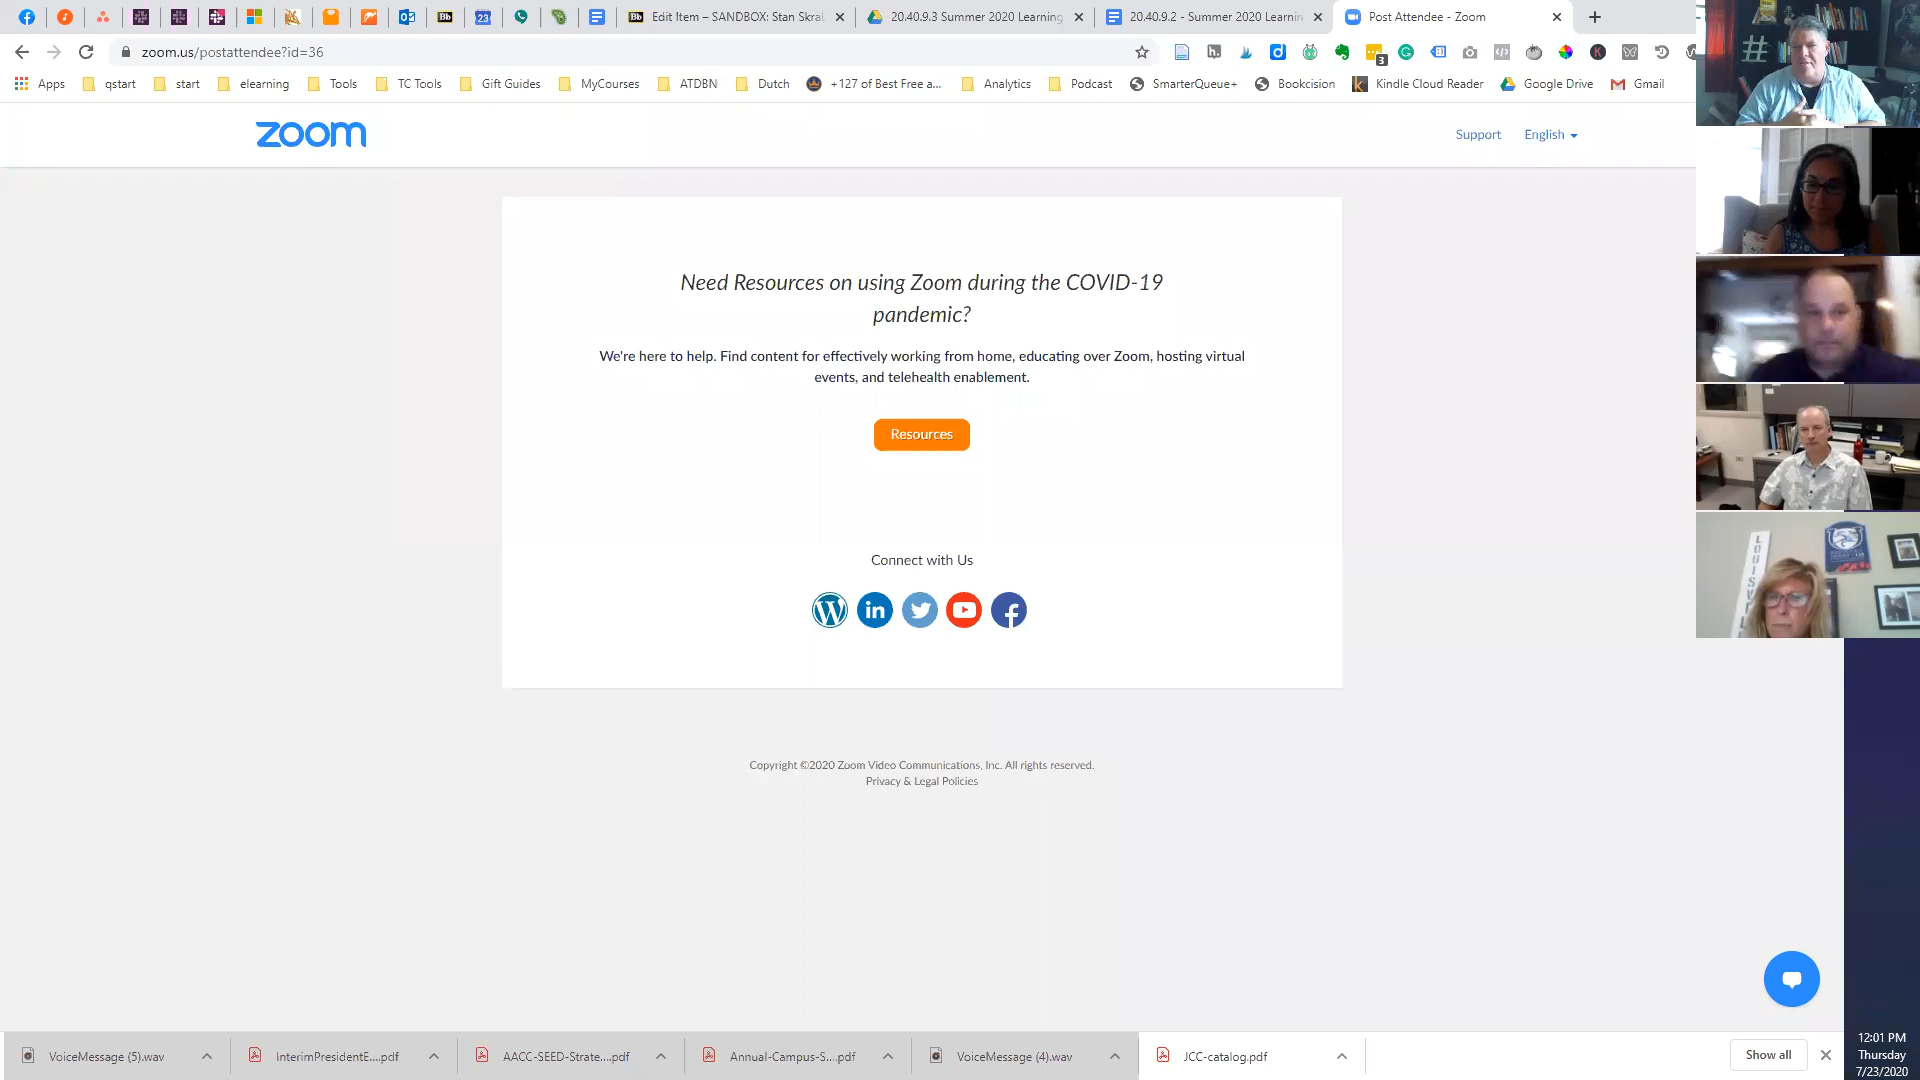 Edit Item – SANDBOX: Stan Skra
20.40.9.3 Summer 2020 Learning
20.40.9.2 - Summer 2020 Learnin
Post Attendee - Zoom
zoom.us/postattendee?id=36
3
Apps
qstart
start
elearning
Tools
TC Tools
Gift Guides
MyCourses
ATDBN
Dutch
+127 of Best Free a...
Analytics
Podcast
SmarterQueue+
Bookcision
Kindle Cloud Reader
Google Drive
Gmail
zoom
Support
English
Need Resources on using Zoom during the COVID-19
pandemic?
We're here to help. Find content for effectively working from home, educating over Zoom, hosting virtual
events, and telehealth enablement.
Resources
Connect with Us
Copyright ©2020 Zoom Video Communications, Inc. All rights reserved.
Privacy & Legal Policies
VoiceMessage (5).wav
InterimPresidentE....pdf
AACC-SEED-Strate....pdf
Annual-Campus-S....pdf
VoiceMessage (4).wav
JCC-catalog.pdf
Show all
12:01 PM
Thursday
7/23/2020